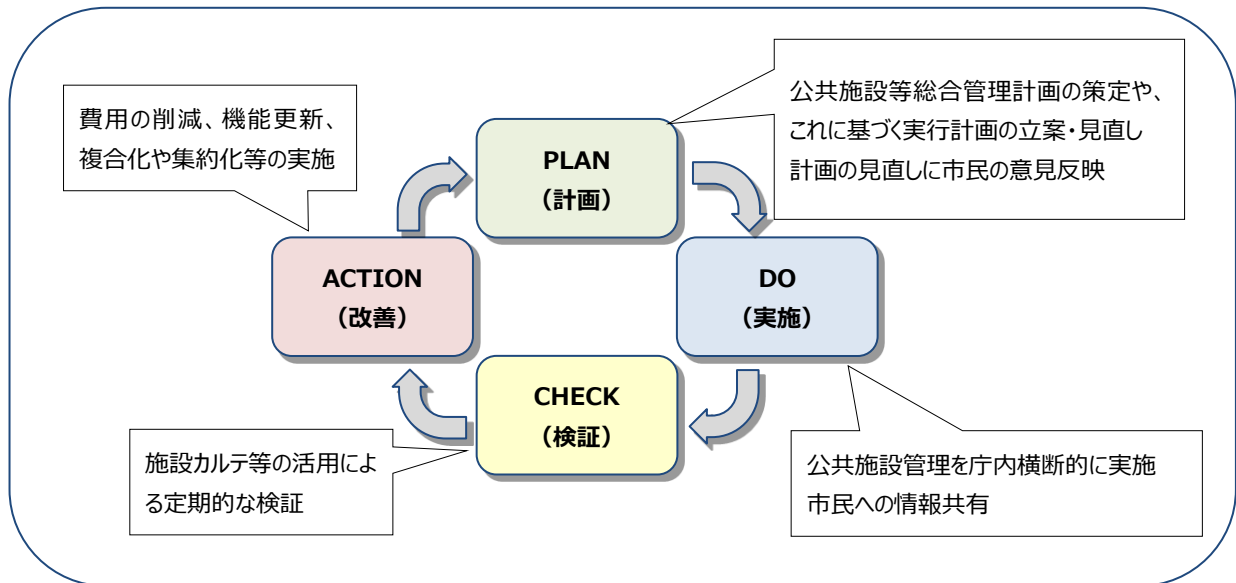 費用の削減、機能更新、
複合化や集約化等の実施
PLAN
（計画）
公共施設等総合管理計画の策定や、
これに基づく実行計画の立案・見直し
計画の見直しに市民の意見反映
ACTION
（改善）
DO
（実施）
CHECK
（検証）
施設カルテ等の活用によ
る定期的な検証
公共施設管理を庁内横断的に実施
市民への情報共有